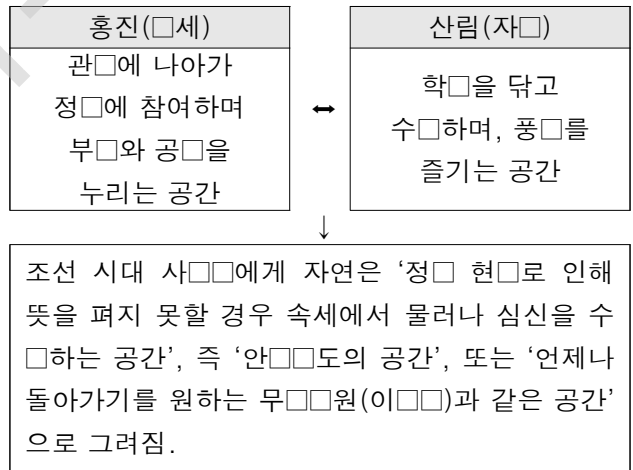 홍진(□세)
관□에 나아가
정□에 참여하며
부□와 공□을
누리는 공간
↔
산림(자□)
학□을 닦고
수□하며, 풍□를
즐기는 공간
↓
조선 시대 사□□에게 자연은 ‘정□ 현□로 인해
뜻을 펴지 못할 경우 속세에서 물러나 심신을 수
□하는 공간’, 즉 ‘안□□도의 공간’, 또는 ‘언제나
돌아가기를 원하는 무□□원(이□□)과 같은 공간’
으로 그려짐.